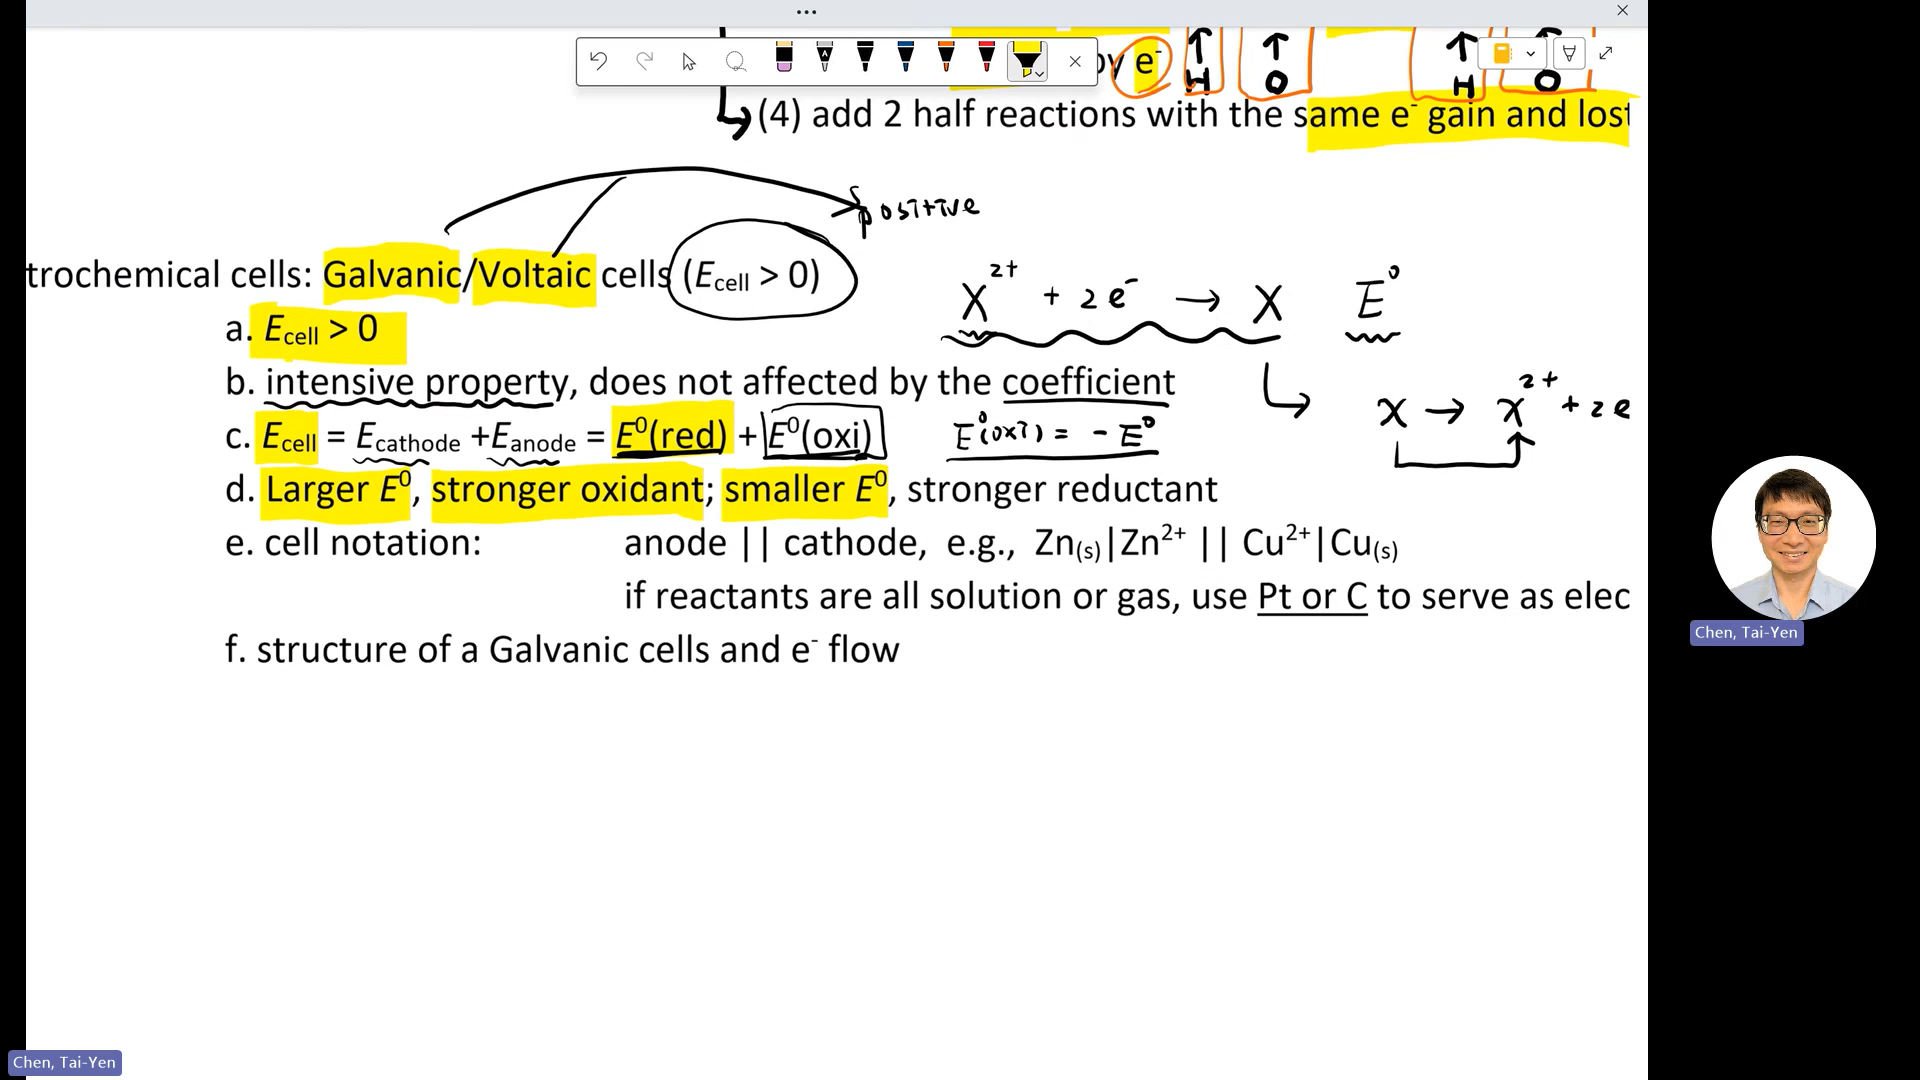 by e⁻ H O H O
(4) add 2 half reactions with the same e⁻ gain and lost
positive
trochemical cells: Galvanic/Voltaic cells (Ecell > 0)
X²⁺ + 2e⁻ → X E⁰
a. Ecell > 0
b. intensive property, does not affected by the coefficient
X → X²⁺ + 2e
c. Ecell = Ecathode +Eanode = E⁰(red) + E⁰(oxi)
E⁰(oxi) = - E⁰
d. Larger E⁰, stronger oxidant; smaller E⁰, stronger reductant
e. cell notation: anode || cathode, e.g., Zn(s)|Zn²⁺ || Cu²⁺|Cu(s)
if reactants are all solution or gas, use Pt or C to serve as elec
f. structure of a Galvanic cells and e⁻ flow
Chen, Tai-Yen
Chen, Tai-Yen